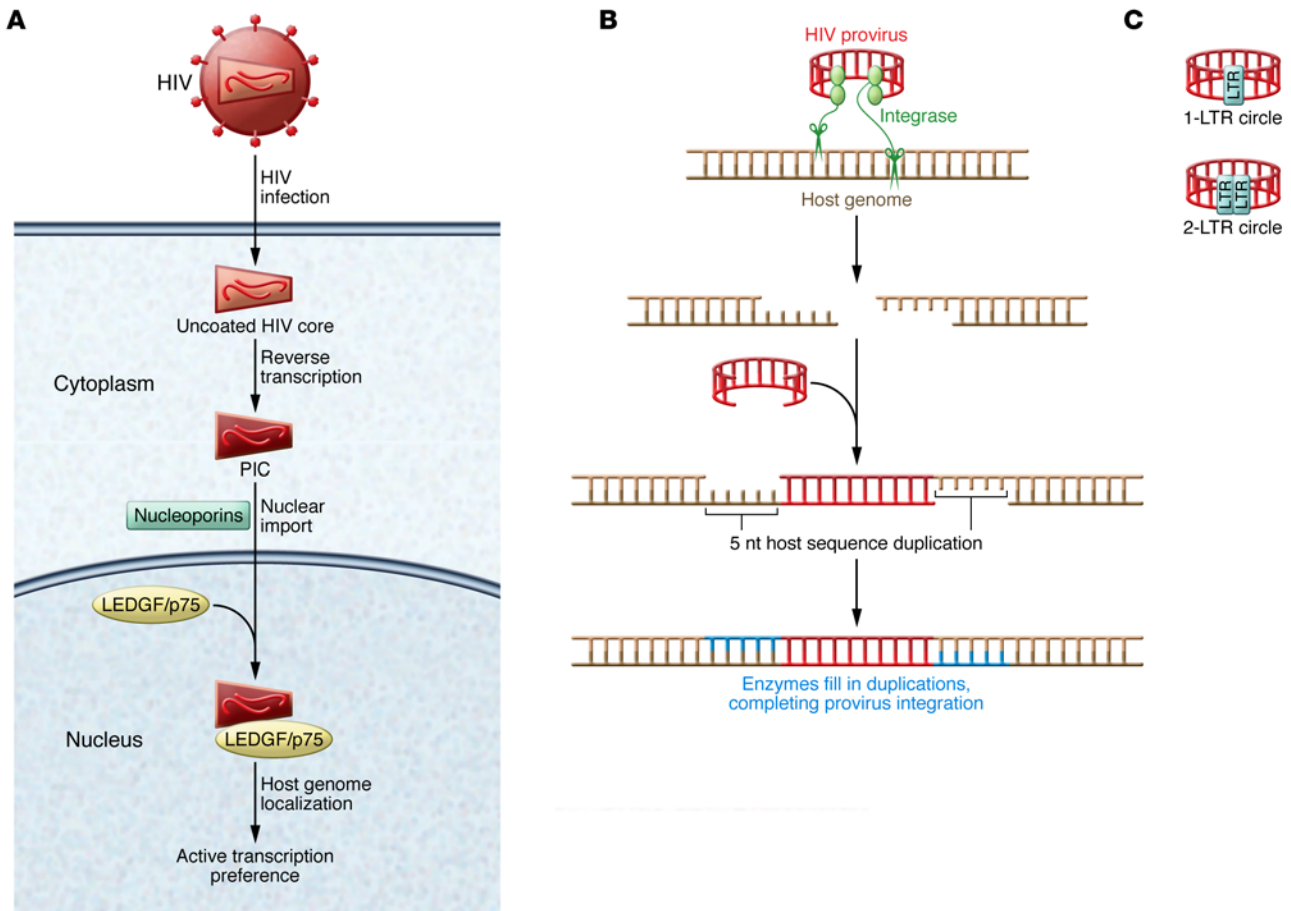 A
HIV
HIV
infection
Uncoated HIV core
Reverse
transcription
Cytoplasm
PIC
Nucleoporins
Nuclear
import
LEDGF/p75
Nucleus
LEDGF/p75
Host genome
localization
Active transcription
preference
B
HIV provirus
Integrase
Host genome
5 nt host sequence duplication
Enzymes fill in duplications,
completing provirus integration
C
LTR
1-LTR circle
LTR
LTR
2-LTR circle